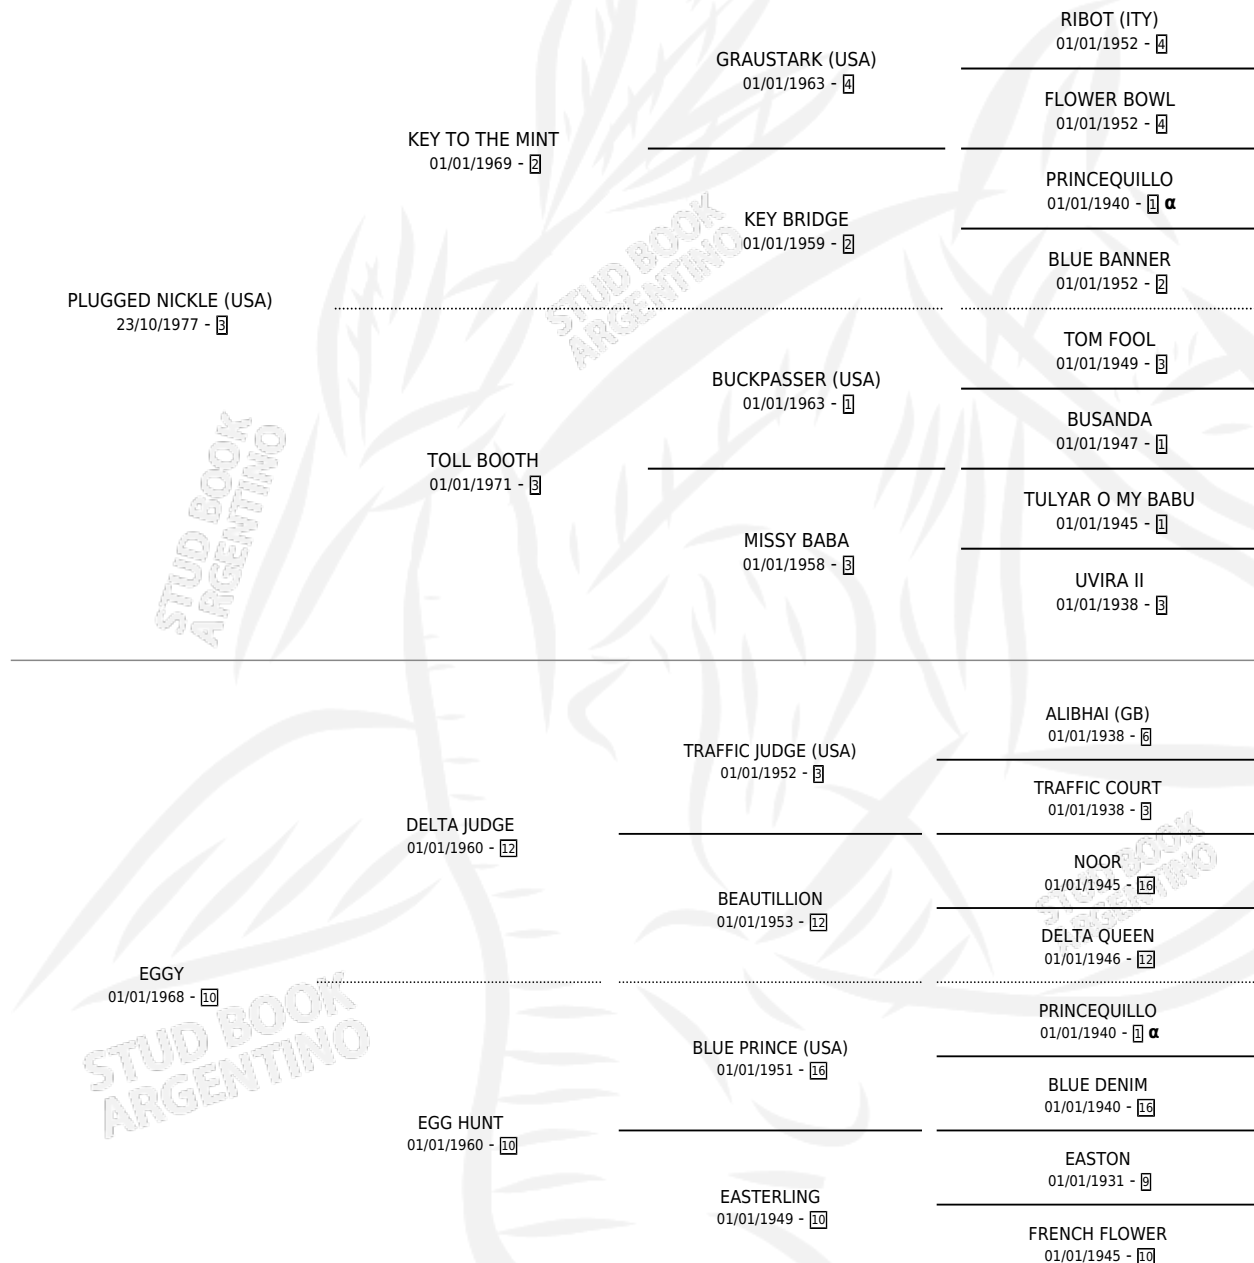 RIBOT (ITY)
01/01/1952 - 4
GRAUSTARK (USA)
01/01/1963 - 4
FLOWER BOWL
01/01/1952 - 4
KEY TO THE MINT
01/01/1969 - 2
PRINCEQUILLO
01/01/1940 - 1 α
KEY BRIDGE
01/01/1959 - 2
BLUE BANNER
01/01/1952 - 2
STUD BOOK
ARGENTINO
PLUGGED NICKLE (USA)
23/10/1977 - 3
TOM FOOL
01/01/1949 - 3
BUCKPASSER (USA)
01/01/1963 - 1
BUSANDA
01/01/1947 - 1
TOLL BOOTH
01/01/1971 - 3
TULYAR O MY BABU
01/01/1945 - 1
MISSY BABA
01/01/1958 - 3
UVIRA II
01/01/1938 - 3
STUD BOOK
ARGENTINO
ALIBHAI (GB)
01/01/1938 - 6
TRAFFIC JUDGE (USA)
01/01/1952 - 3
TRAFFIC COURT
01/01/1938 - 3
DELTA JUDGE
01/01/1960 - 12
NOOR
01/01/1945 - 16
BEAUTILLION
01/01/1953 - 12
DELTA QUEEN
01/01/1946 - 12
STUD BOOK
ARGENTINO
EGGY
01/01/1968 - 10
PRINCEQUILLO
01/01/1940 - 1 α
BLUE PRINCE (USA)
01/01/1951 - 16
BLUE DENIM
01/01/1940 - 16
EGG HUNT
01/01/1960 - 10
EASTON
01/01/1931 - 9
EASTERLING
01/01/1949 - 10
FRENCH FLOWER
01/01/1945 - 10
STUD BOOK
ARGENTINO